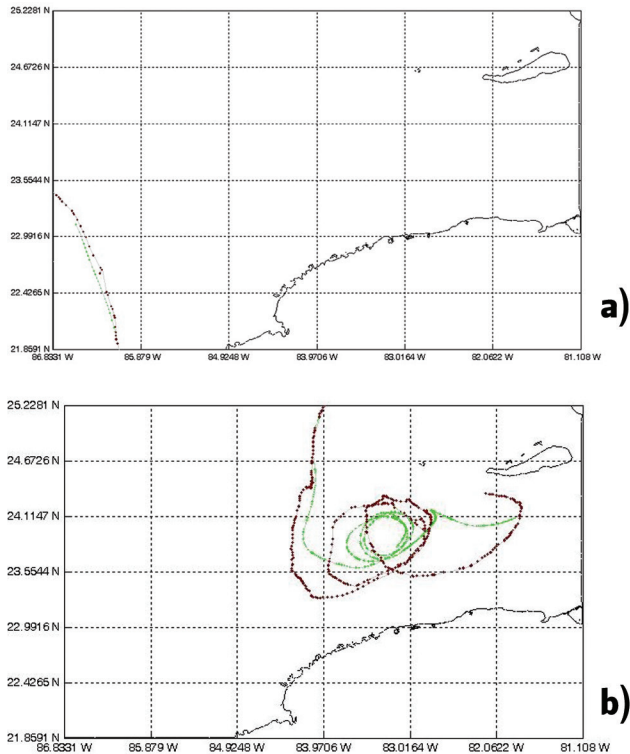 25.2281 N
24.6726 N
24.1147 N
23.5544 N
22.9916 N
22.4265 N
21.8591 N
86.8331 W 85.879 W 84.9248 W 83.9706 W 83.0164 W 82.0622 W 81.108 W
a)
25.2281 N
24.6726 N
24.1147 N
23.5544 N
22.9916 N
22.4265 N
21.8591 N
86.8331 W 85.879 W 84.9248 W 83.9706 W 83.0164 W 82.0622 W 81.108 W
b)